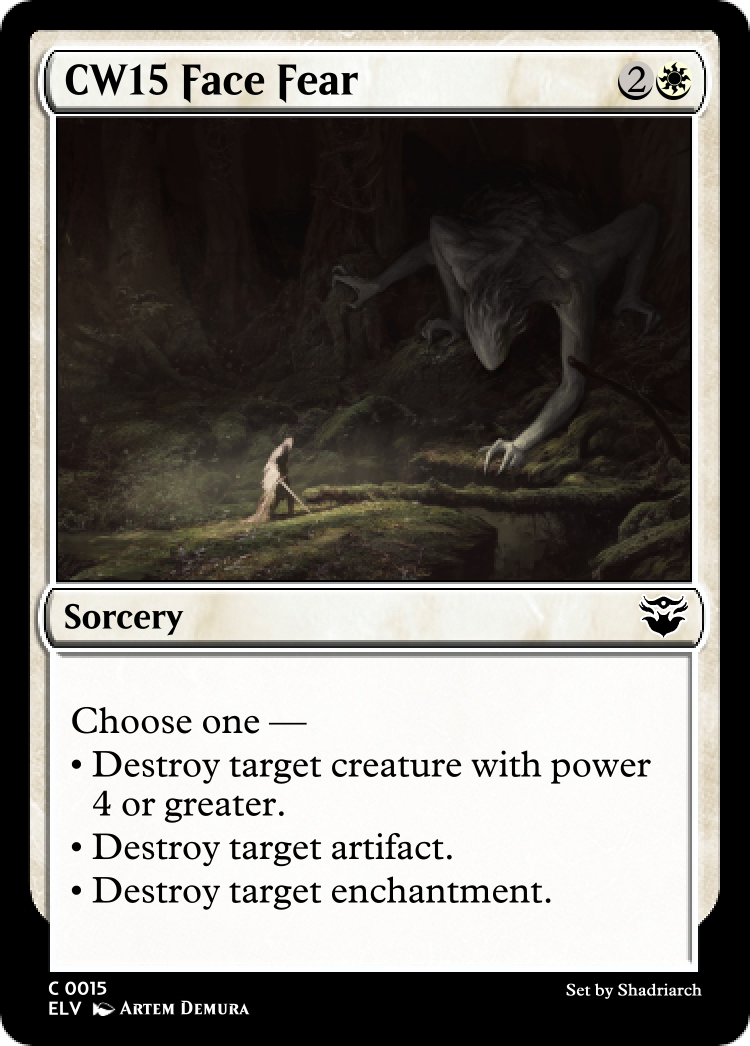 CW15 Face Fear 2
Sorcery
Choose one —
• Destroy target creature with power
4 or greater.
• Destroy target artifact.
• Destroy target enchantment.
C 0015
Set by Shadriarch
ELV Artem Demura